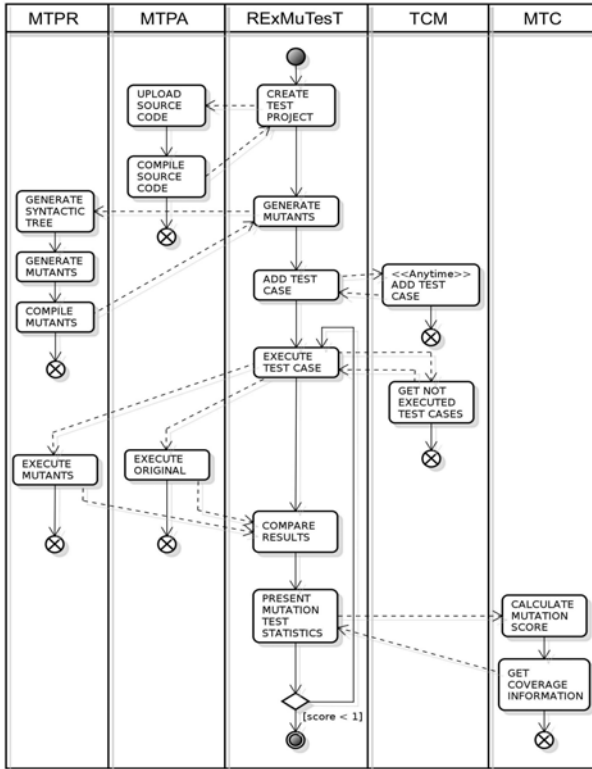 MTPR
MTPA
RExMuTesT
TCM
MTC
UPLOAD
SOURCE
CODE
CREATE
TEST
PROJECT
COMPILE
SOURCE
CODE
GENERATE
SYNTACTIC
TREE
GENERATE
MUTANTS
GENERATE
MUTANTS
COMPILE
MUTANTS
ADD TEST
CASE
<<Anytime>>
ADD TEST
CASE
EXECUTE
TEST CASE
GET NOT
EXECUTED
TEST CASES
EXECUTE
MUTANTS
EXECUTE
ORIGINAL
COMPARE
RESULTS
PRESENT
MUTATION
TEST
STATISTICS
CALCULATE
MUTATION
SCORE
GET
COVERAGE
INFORMATION
[score < 1]